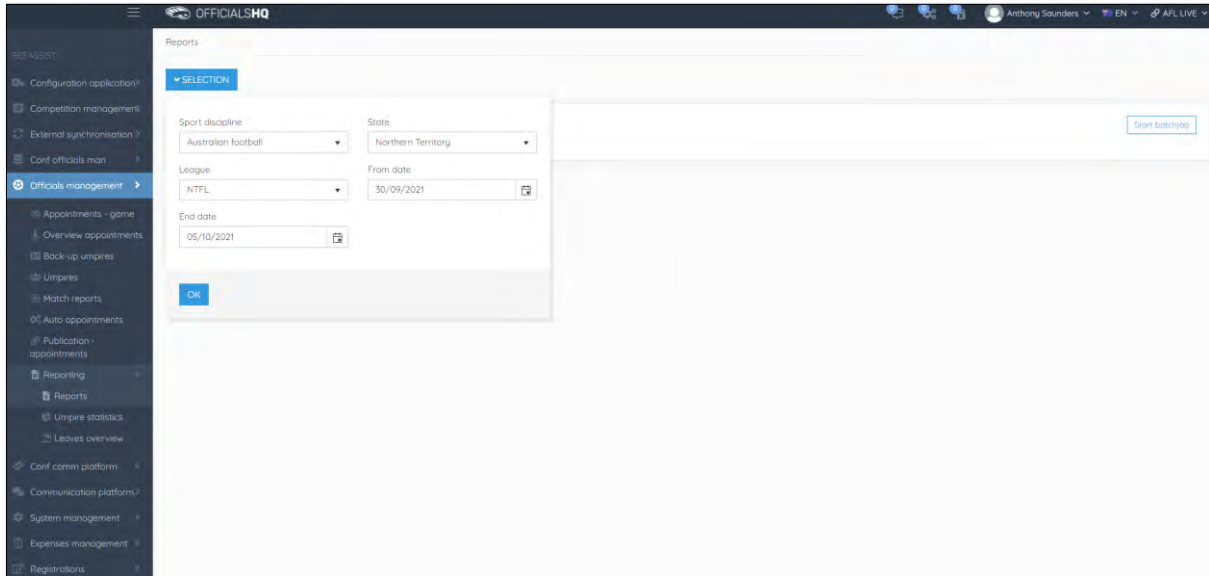 OFFICIALSHQ
Anthony Saunders
EN
AFL LIVE
REFASSIST
Configuration application
Competition management
External synchronisation
Conf officials man
Officials management
Appointments - game
Overview appointments
Back-up umpires
Umpires
Match reports
Auto appointments
Publication -
appointments
Reporting
Reports
Umpire statistics
Leaves overview
Conf comm platform
Communication platform
System management
Expenses management
Registrations
Reports
SELECTION
Sport discipline
State
Australian football
Northern Territory
League
From date
NTFL
30/09/2021
End date
05/10/2021
OK
Start batchjob